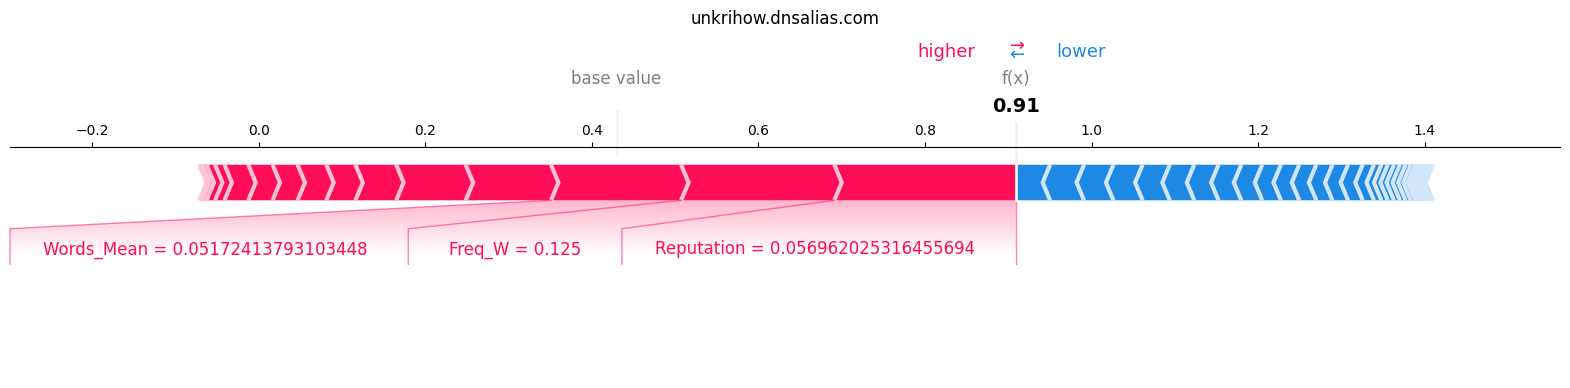 unkrihow.dnsalias.com
higher ⇄ lower
base value f(x)
0.91
−0.2 0.0 0.2 0.4 0.6 0.8 1.0 1.2 1.4
Words_Mean = 0.05172413793103448 Freq_W = 0.125 Reputation = 0.056962025316455694